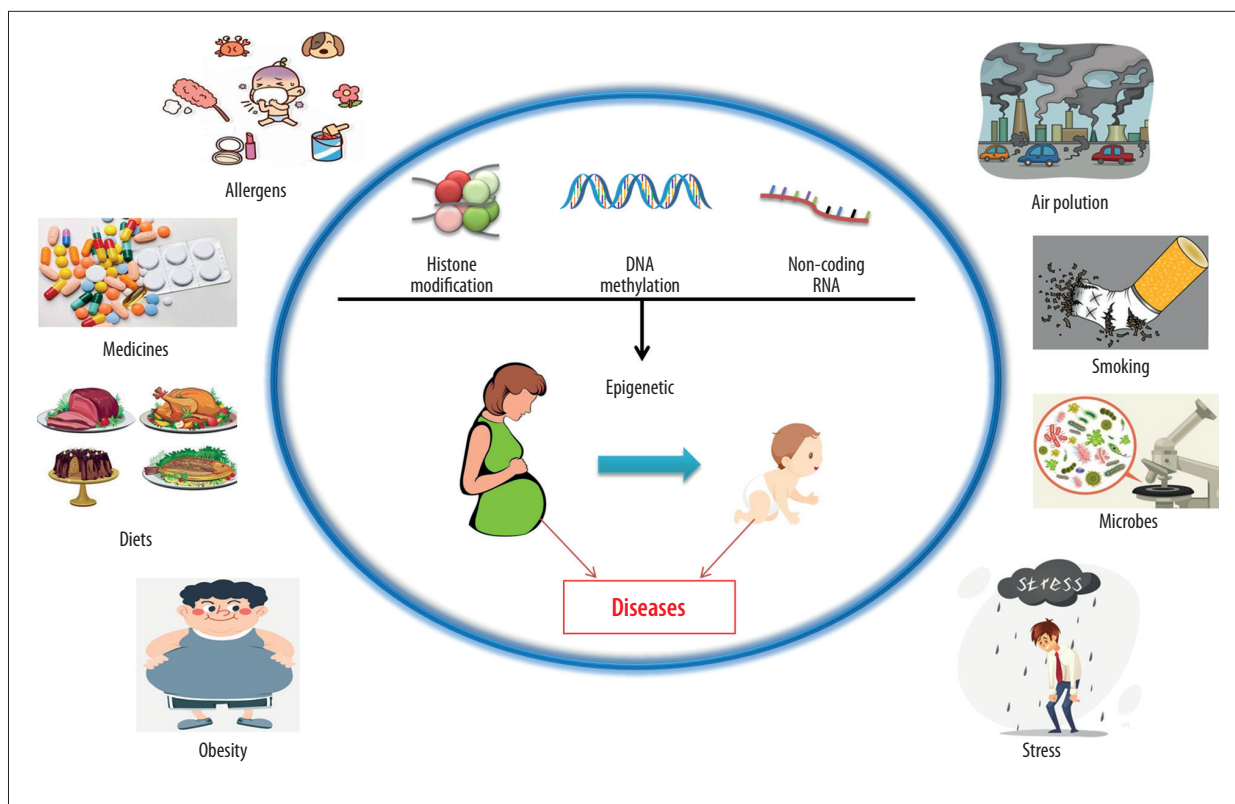 Allergens
Air polution
Histone
modification
DNA
methylation
Non-coding
RNA
Medicines
Smoking
Epigenetic
Diets
Microbes
Diseases
stress
Obesity
Stress